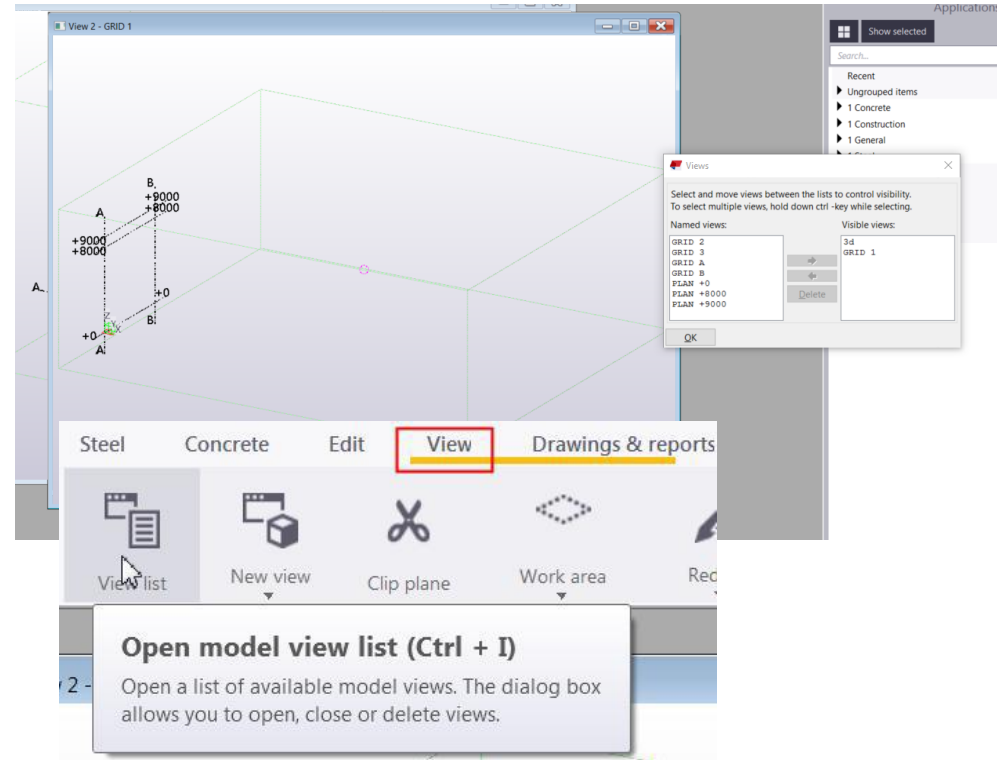 Applications
View 2 - GRID 1
Show selected
Search...
Recent
Ungrouped items
1 Concrete
1 Construction
1 General
Views
Select and move views between the lists to control visibility.
To select multiple views, hold down ctrl -key while selecting.
Named views:
Visible views:
GRID 2
GRID 3
GRID A
GRID B
PLAN +0
PLAN +8000
PLAN +9000
3d
GRID 1
Delete
OK
B
+9000
+8000
A
+9000
+8000
A
+0
B
+0
A
Z
Y
X
Steel
Concrete
Edit
View
Drawings & reports
View list
New view
Clip plane
Work area
Open model view list (Ctrl + I)
2 -
Open a list of available model views. The dialog box
allows you to open, close or delete views.